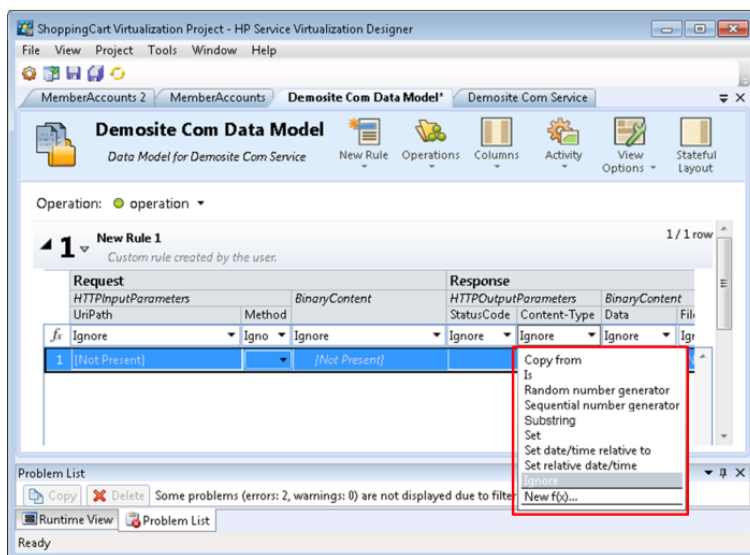 ShoppingCart Virtualization Project - HP Service Virtualization Designer
File View Project Tools Window Help
MemberAccounts 2 MemberAccounts Demosite Com Data Model* Demosite Com Service
Demosite Com Data Model
Data Model for Demosite Com Service
New Rule Operations Columns Activity View Options Stateful Layout
Operation: operation
1 New Rule 1 1 / 1 row
Custom rule created by the user.
Request Response
HTTPInputParameters BinaryContent HTTPOutputParameters BinaryContent
UriPath Method StatusCode Content-Type Data File
fx Ignore Igno Ignore Ignore Ignore Ignore Igr
1 [Not Present] [Not Present]
Copy from
Is
Random number generator
Sequential number generator
Substring
Set
Set date/time relative to
Set relative date/time
Ignore
New f(x)...
Problem List
Copy Delete Some problems (errors: 2, warnings: 0) are not displayed due to filter
Runtime View Problem List
Ready